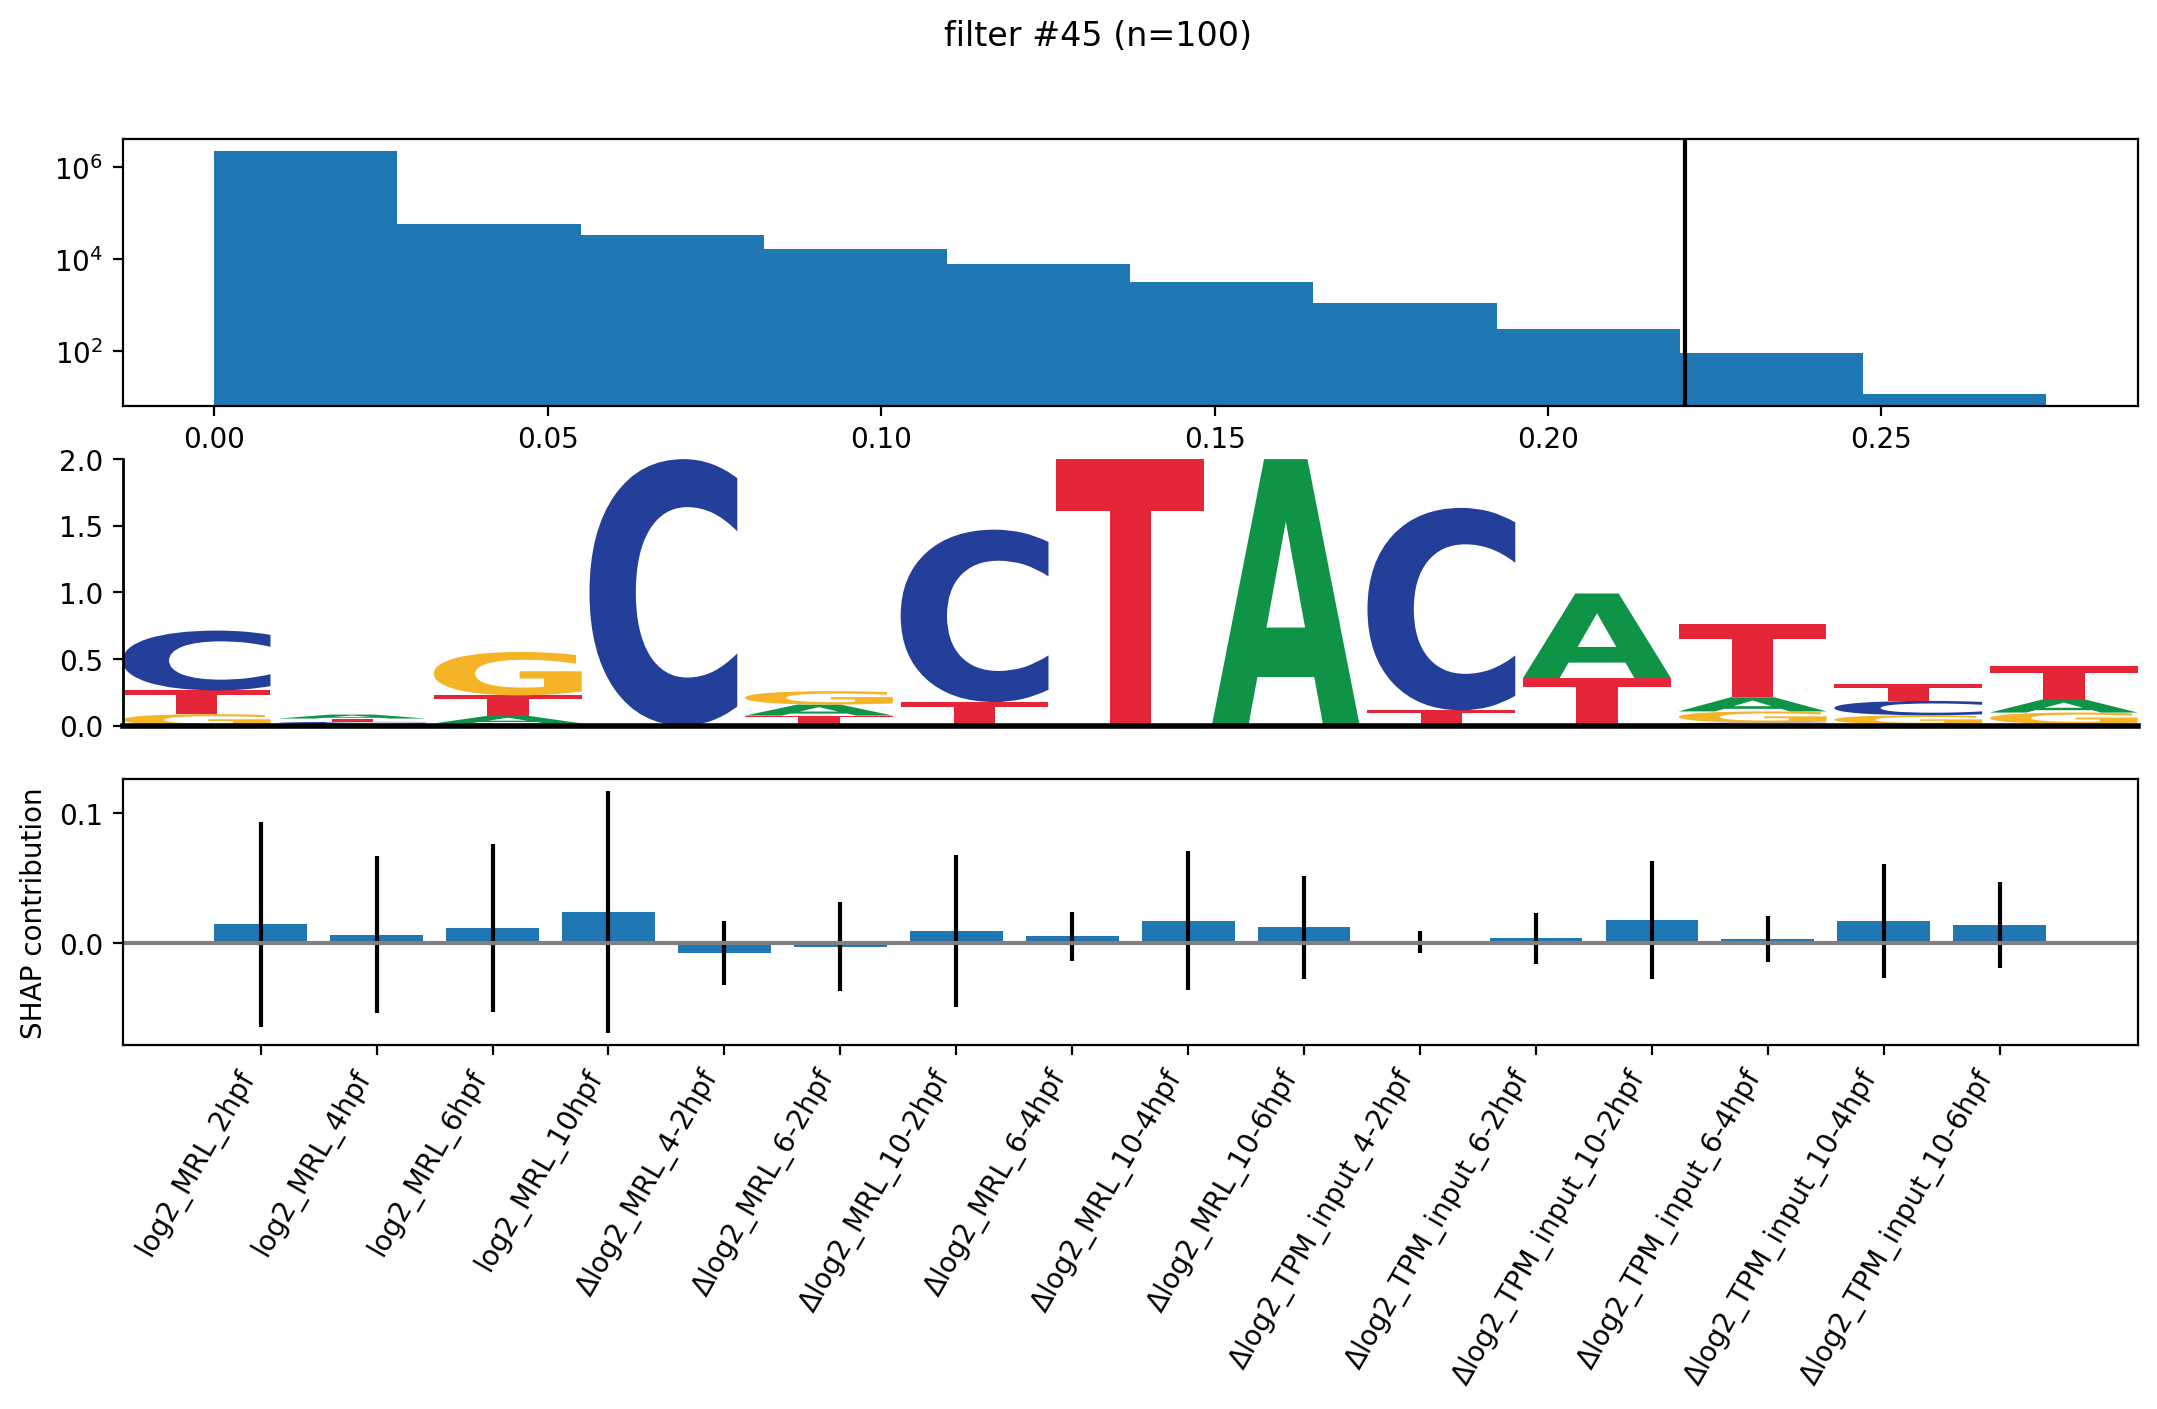 filter #45 (n=100)
10^6
10^4
10^2
0.00 0.05 0.10 0.15 0.20 0.25
2.0
1.5
1.0
0.5
0.0
C T G
A T C
G T A
C
G A T
C T
T
A
C T
A T
T A G
T C G
T A G
SHAP contribution
0.1
0.0
log2_MRL_2hpf
log2_MRL_4hpf
log2_MRL_6hpf
log2_MRL_10hpf
Δlog2_MRL_4-2hpf
Δlog2_MRL_6-2hpf
Δlog2_MRL_10-2hpf
Δlog2_MRL_6-4hpf
Δlog2_MRL_10-4hpf
Δlog2_MRL_10-6hpf
Δlog2_TPM_input_4-2hpf
Δlog2_TPM_input_6-2hpf
Δlog2_TPM_input_10-2hpf
Δlog2_TPM_input_6-4hpf
Δlog2_TPM_input_10-4hpf
Δlog2_TPM_input_10-6hpf